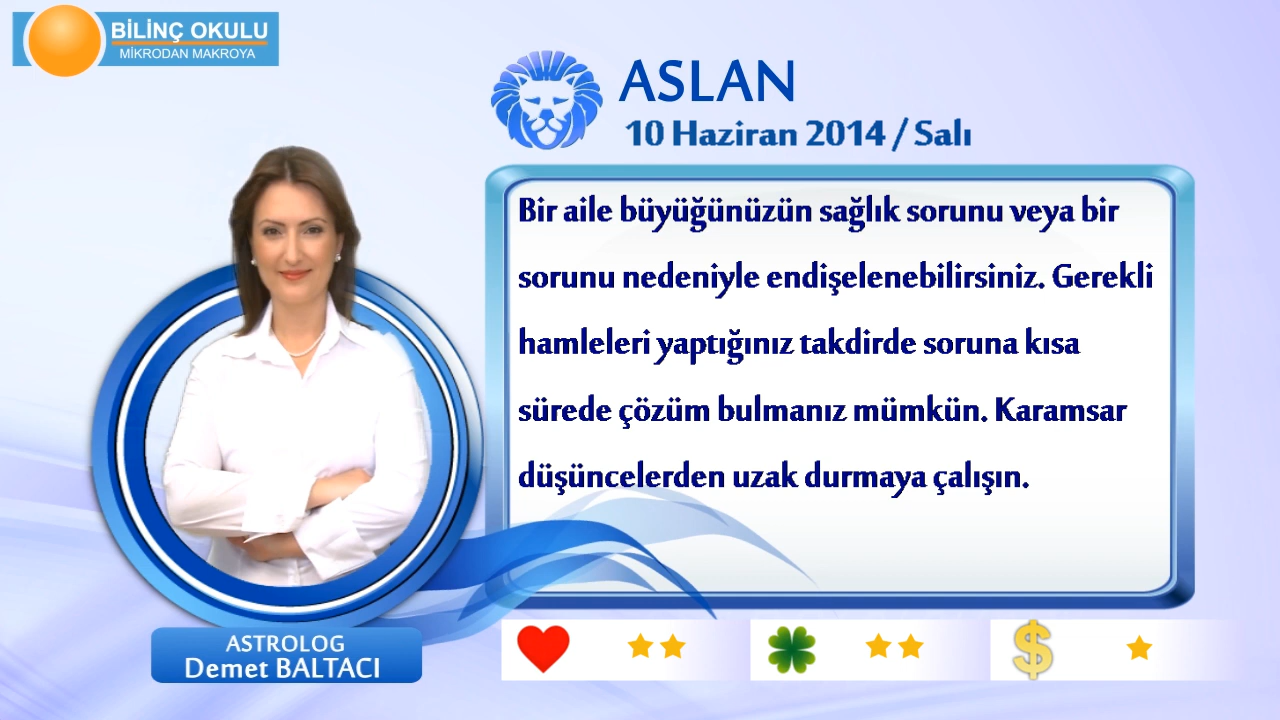 BİLİNÇ OKULU
MİKRODAN MAKROYA
ASLAN
10 Haziran 2014 / Salı
Bir aile büyüğünüzün sağlık sorunu veya bir
sorunu nedeniyle endişelenebilirsiniz. Gerekli
hamleleri yaptığınız takdirde soruna kısa
sürede çözüm bulmanız mümkün. Karamsar
düşüncelerden uzak durmaya çalışın.
ASTROLOG
Demet BALTACI
$